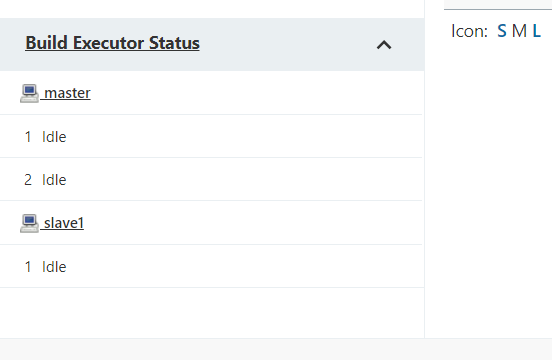 Build Executor Status
Icon: S M L
master
1 Idle
2 Idle
slave1
1 Idle